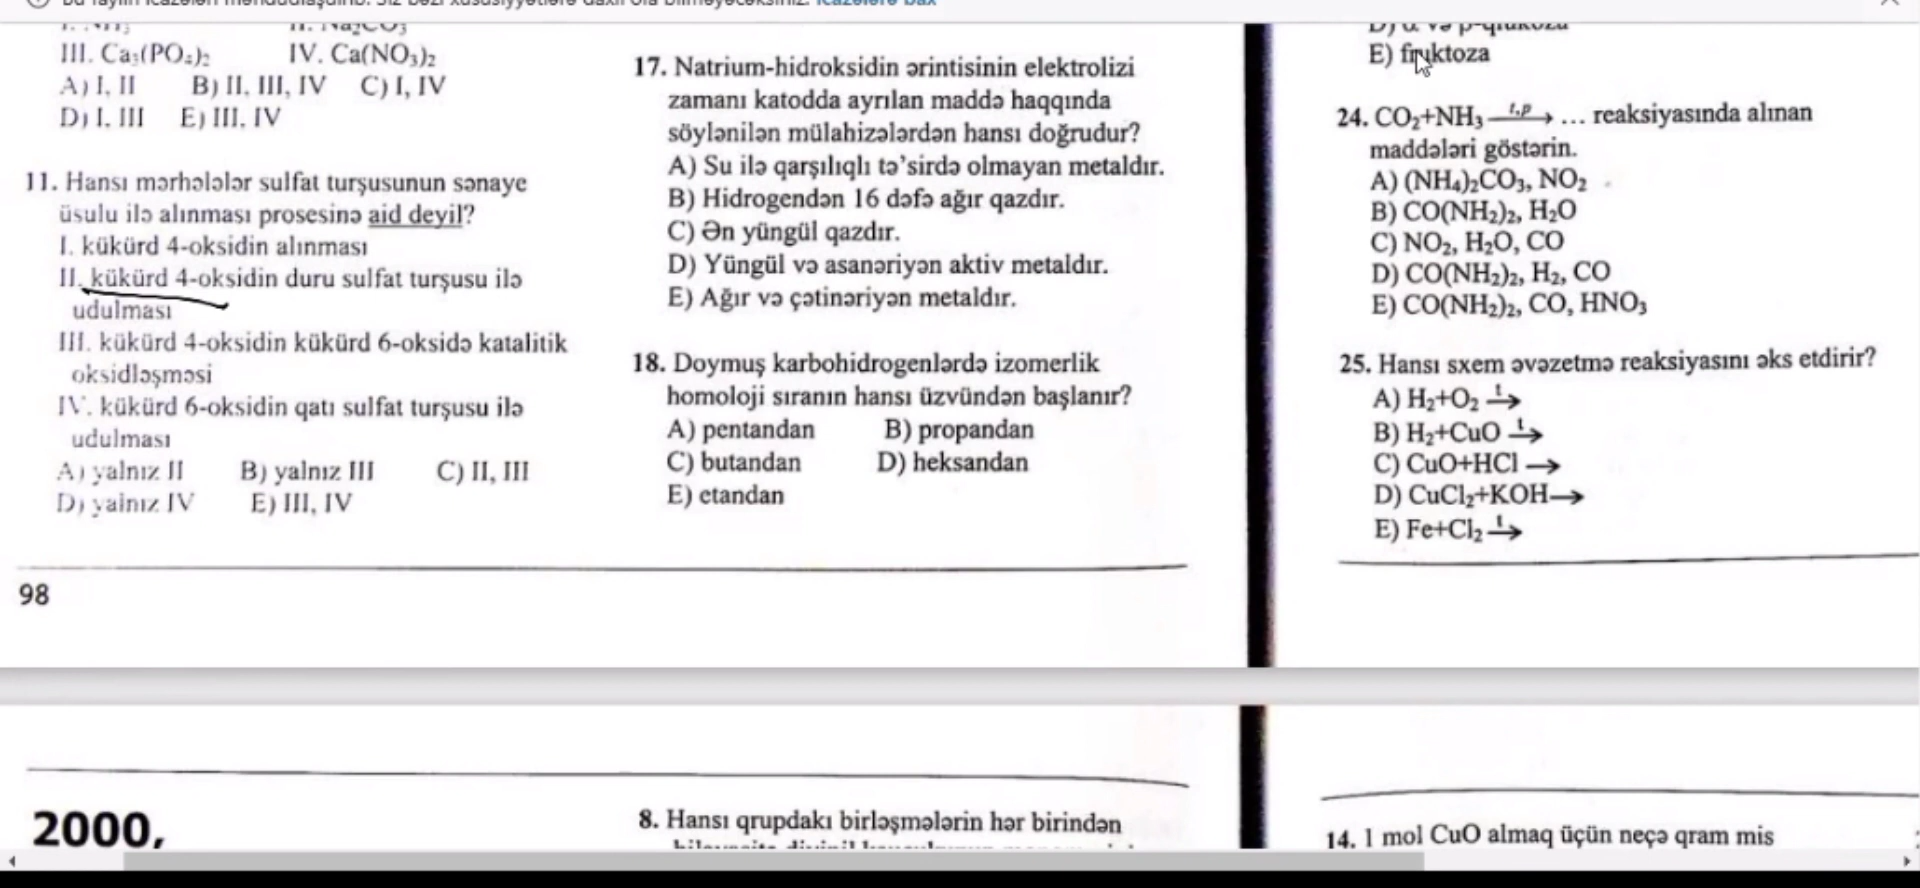 III. Ca₃(PO₄)₂ IV. Ca(NO₃)₂
A) I, II B) II, III, IV C) I, IV
D) I, III E) III, IV
11. Hansı mərhələlər sulfat turşusunun sənaye
üsulu ilə alınması prosesinə aid deyil?
I. kükürd 4-oksidin alınması
II. kükürd 4-oksidin duru sulfat turşusu ilə
udulması
III. kükürd 4-oksidin kükürd 6-oksidə katalitik
oksidləşməsi
IV. kükürd 6-oksidin qatı sulfat turşusu ilə
udulması
A) yalnız II B) yalnız III C) II, III
D) yalnız IV E) III, IV
98
17. Natrium-hidroksidin ərintisinin elektrolizi
zamanı katodda ayrılan maddə haqqında
söylənilən mülahizələrdən hansı doğrudur?
A) Su ilə qarşılıqlı tə'sirdə olmayan metaldır.
B) Hidrogendən 16 dəfə ağır qazdır.
C) Ən yüngül qazdır.
D) Yüngül və asanəriyən aktiv metaldır.
E) Ağır və çətinəriyən metaldır.
18. Doymuş karbohidrogenlərdə izomerlik
homoloji sıranın hansı üzvündən başlanır?
A) pentandan B) propandan
C) butandan D) heksandan
E) etandan
E) fruktoza
24. CO₂+NH₃ —t,p→ ... reaksiyasında alınan
maddələri göstərin.
A) (NH₄)₂CO₃, NO₂
B) CO(NH₂)₂, H₂O
C) NO₂, H₂O, CO
D) CO(NH₂)₂, H₂, CO
E) CO(NH₂)₂, CO, HNO₃
25. Hansı sxem əvəzetmə reaksiyasını əks etdirir?
A) H₂+O₂ —t→
B) H₂+CuO —t→
C) CuO+HCl →
D) CuCl₂+KOH→
E) Fe+Cl₂ —t→
2000,
8. Hansı qrupdakı birləşmələrin hər birindən
14. 1 mol CuO almaq üçün neçə qram mis